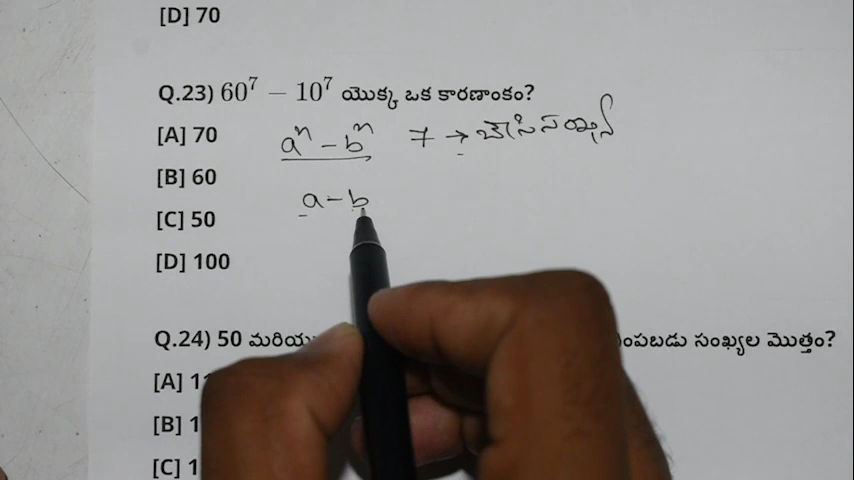 [D] 70
Q.23) 60⁷ − 10⁷ యొక్క ఒక కారణాంకం?
[A] 70
aⁿ − bⁿ 7 →
[B] 60
a − b
[C] 50
[D] 100
Q.24) 50 మరియు సంఖ్యల మొత్తం?
[A] 1
[B] 1
[C] 1